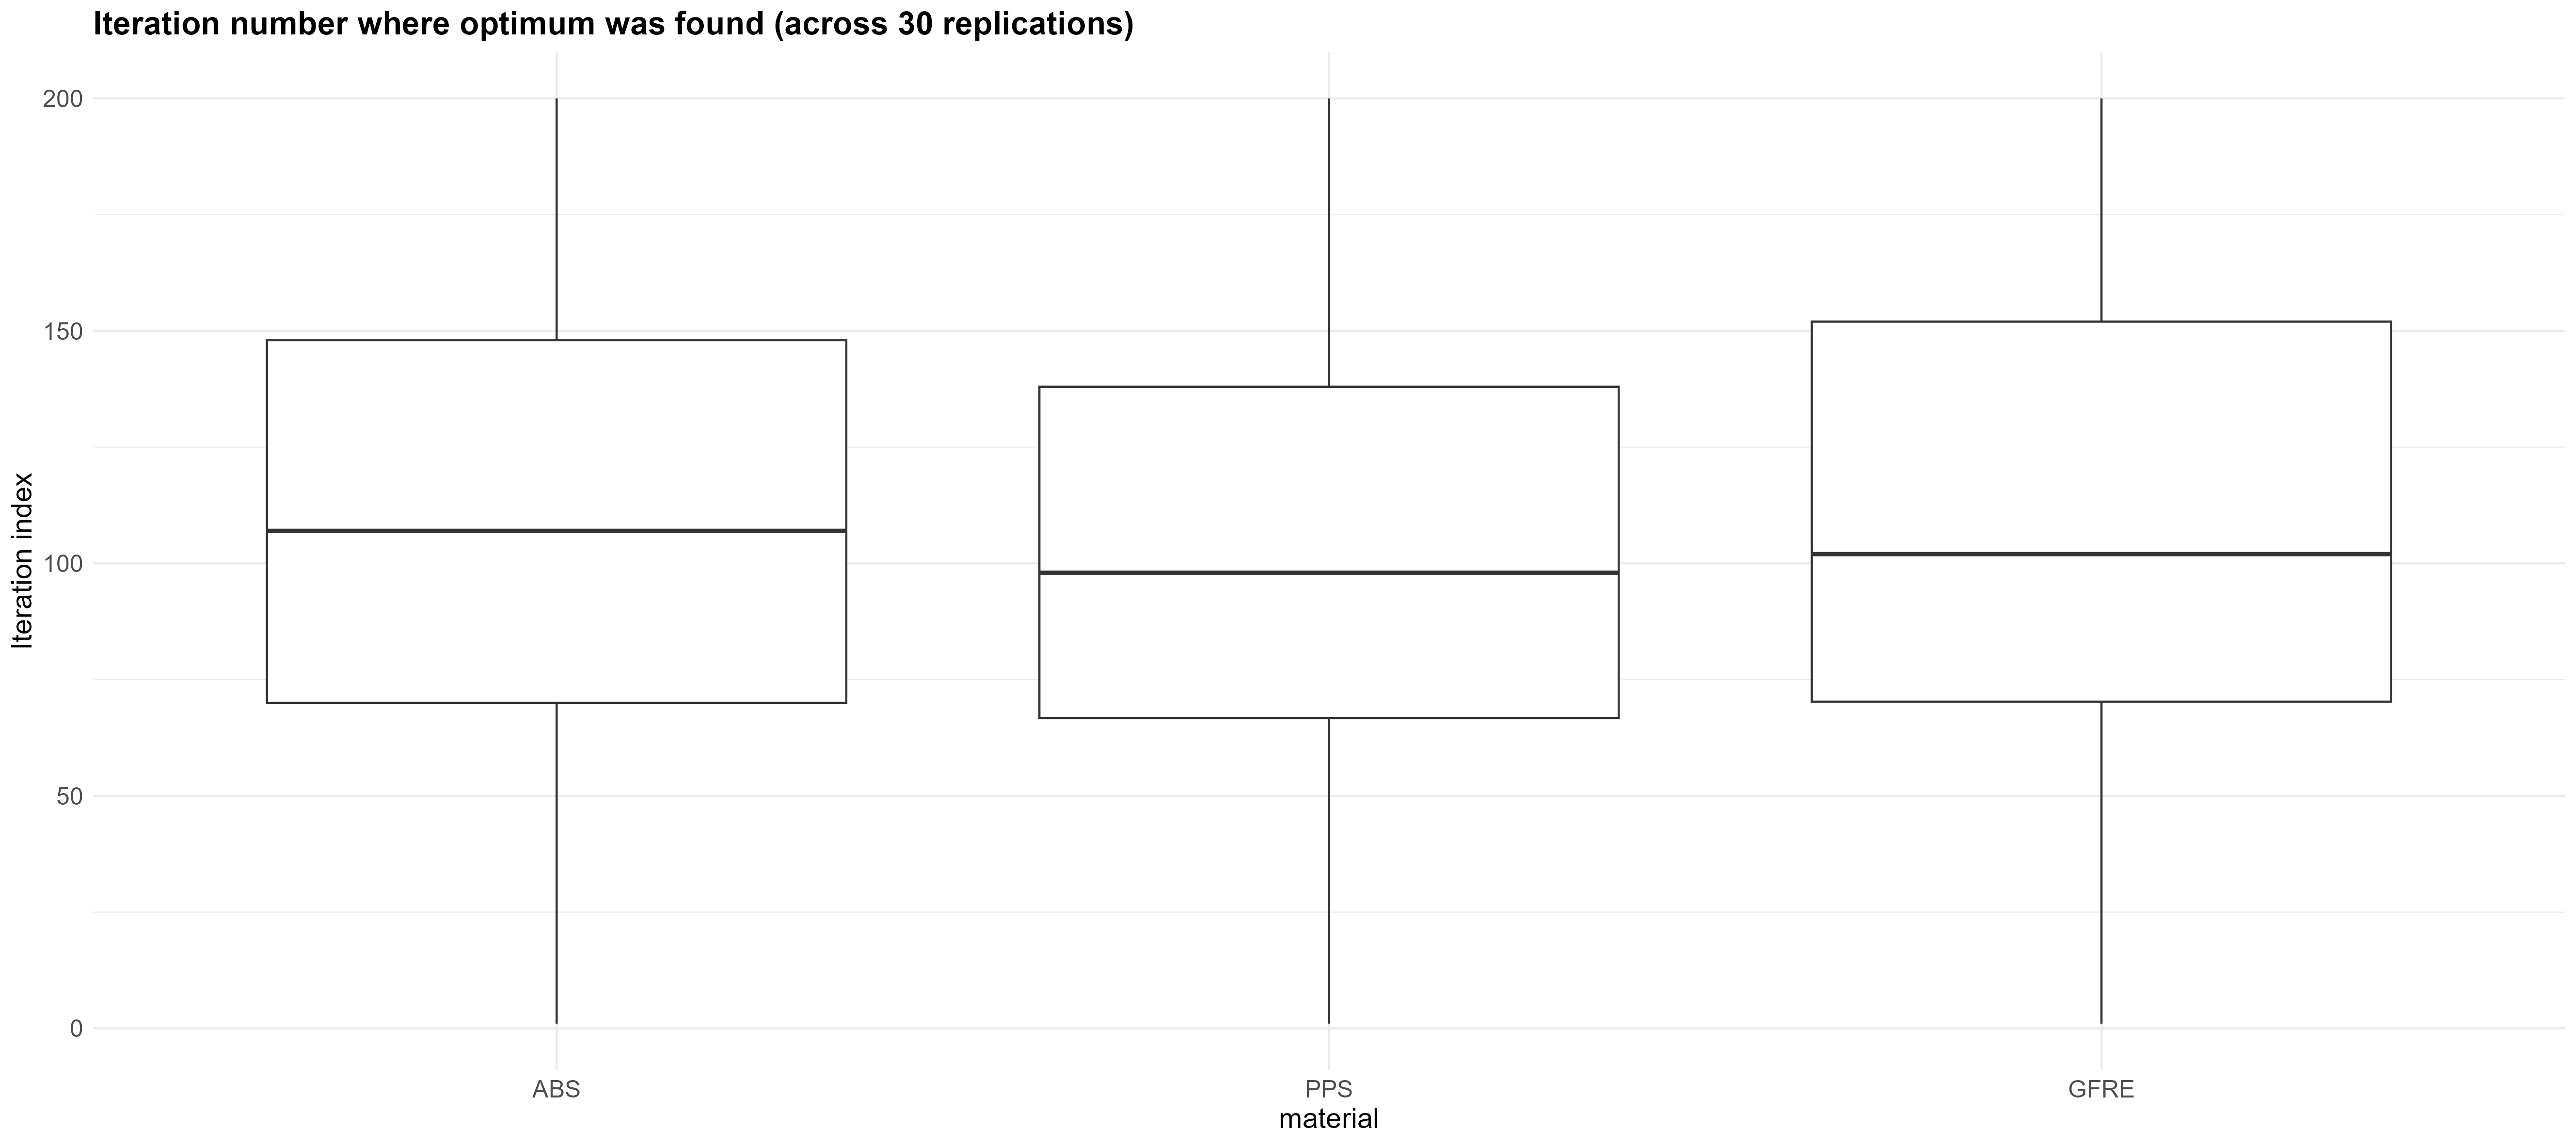 Iteration number where optimum was found (across 30 replications)
200
150
100
50
0
Iteration index
ABS
PPS
GFRE
material